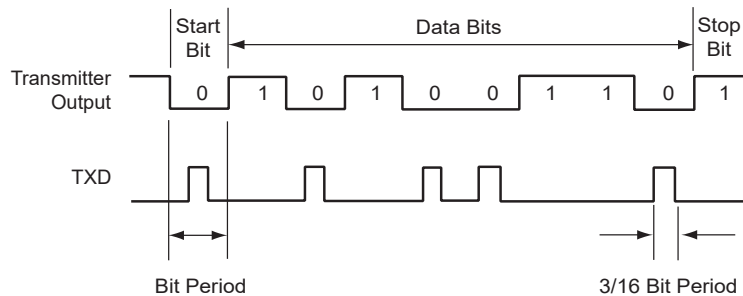 Start
Bit
Data Bits
Stop
Bit
Transmitter
Output
0 1 0 1 0 0 1 1 0 1
TXD
Bit Period
3/16 Bit Period